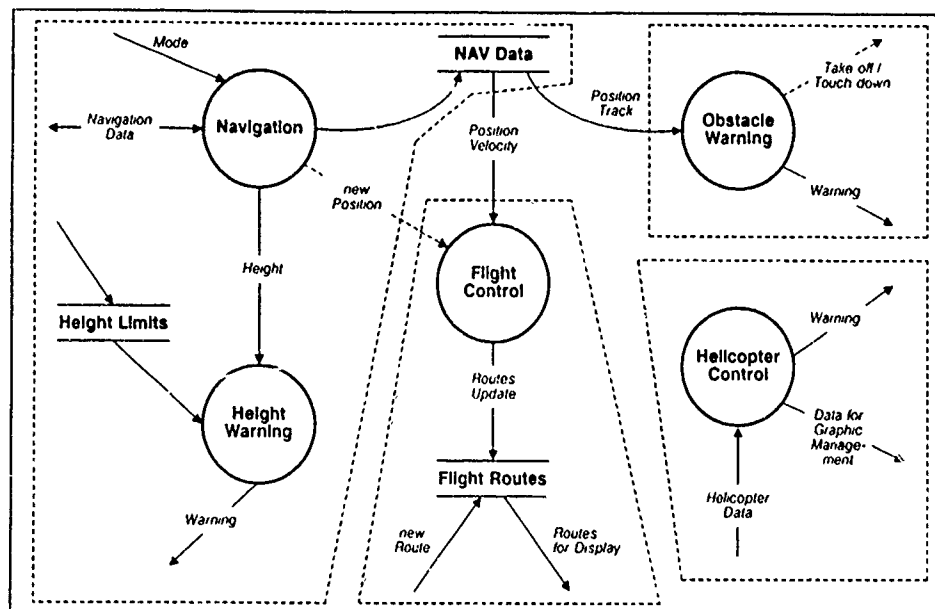 Mode
NAV Data
Take off /
Touch down
Navigation
Data
Navigation
Position
Track
Obstacle
Warning
Position
Velocity
new
Position
Warning
Height
Flight
Control
Height Limits
Warning
Helicopter
Control
Routes
Update
Height
Warning
Data for
Graphic
Manage-
ment
Flight Routes
Helicopter
Data
Warning
new
Route
Routes
for Display